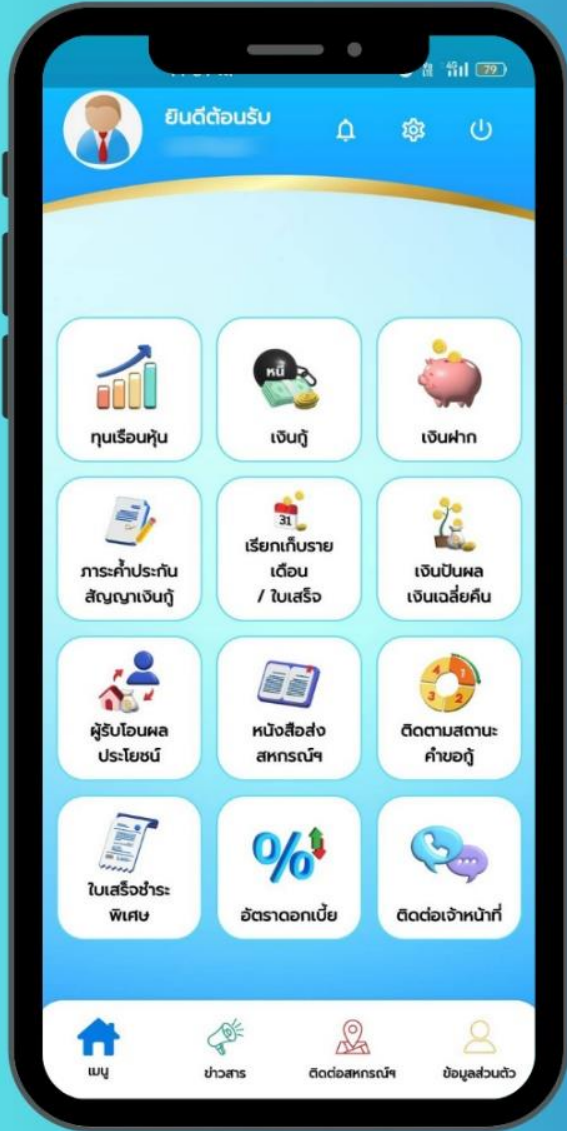 4G
79
ยินดีต้อนรับ
หนี้
ทุนเรือนหุ้น
เงินกู้
เงินฝาก
31
ภาระค้ำประกัน
สัญญาเงินกู้
เรียกเก็บราย
เดือน
/ ใบเสร็จ
เงินปันผล
เงินเฉลี่ยคืน
ผู้รับโอนผล
ประโยชน์
หนังสือส่ง
สหกรณ์ฯ
4 1
3 2
ติดตามสถานะ
คำขอกู้
ใบเสร็จชำระ
พิเศษ
%
อัตราดอกเบี้ย
ติดต่อเจ้าหน้าที่
เมนู
ข่าวสาร
ติดต่อสหกรณ์ฯ
ข้อมูลส่วนตัว